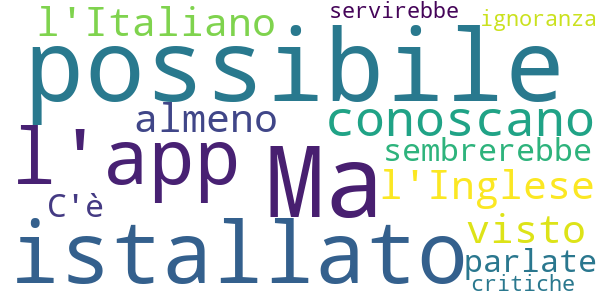 l'Italiano servirebbe ignoranza
possibile
almeno conoscano
l'app Ma sembrerebbe
C'è l'Inglese
istallato visto
parlate
critiche